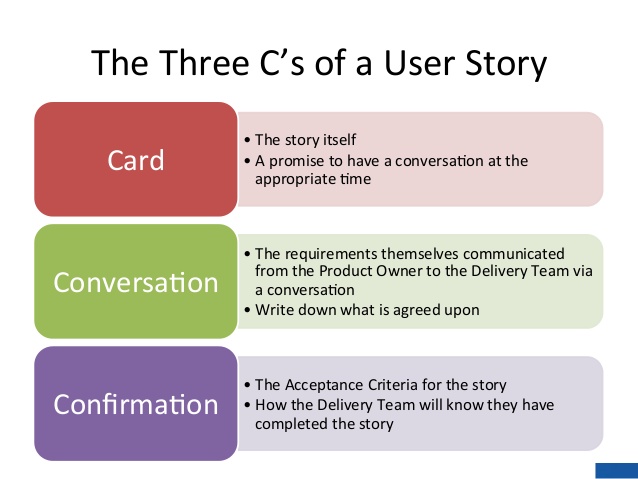 The Three C’s of a User Story
Card
• The story itself
• A promise to have a conversation at the
appropriate time
Conversation
• The requirements themselves communicated
from the Product Owner to the Delivery Team via
a conversation
• Write down what is agreed upon
Confirmation
• The Acceptance Criteria for the story
• How the Delivery Team will know they have
completed the story